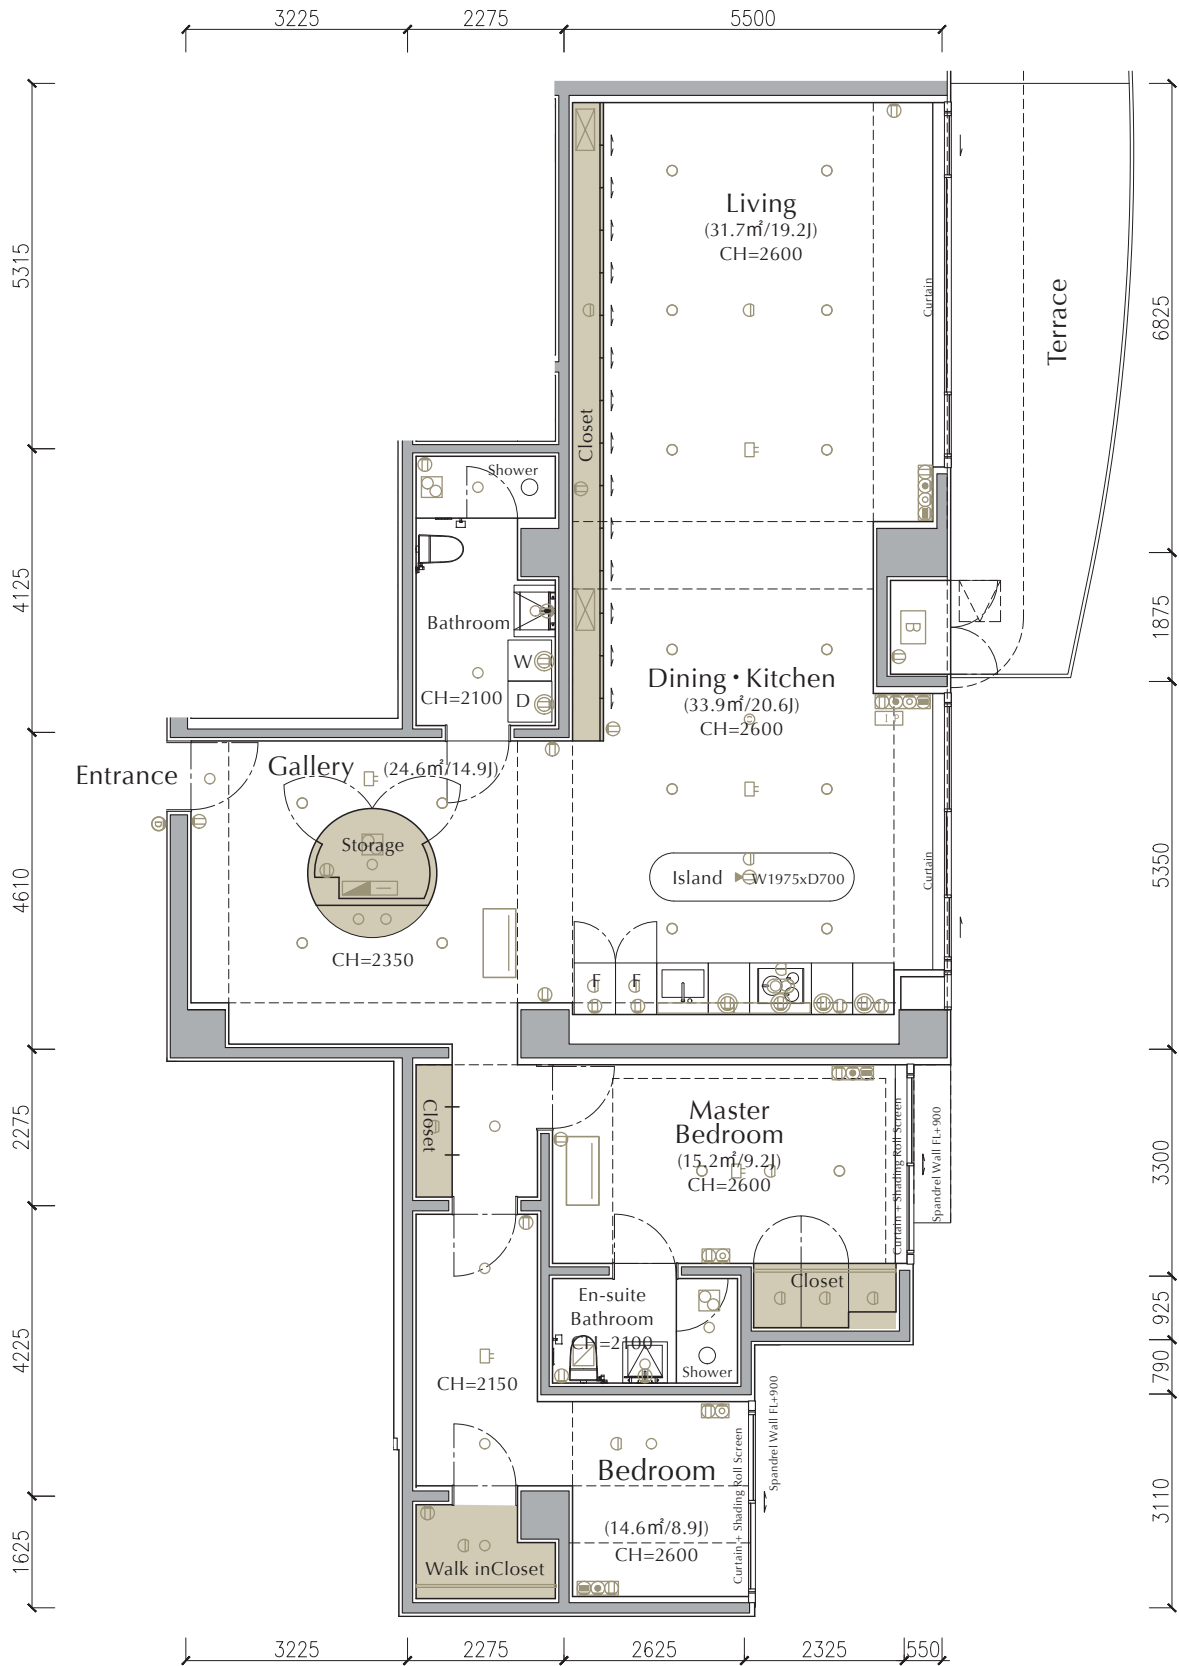 3225
2275
5500
Living
(31.7㎡/19.2J)
CH=2600
Curtain
Terrace
5315
6825
Closet
Shower
4125
1875
Bathroom
W
D
CH=2100
B
Dining・Kitchen
(33.9㎡/20.6J)
CH=2600
I P
Entrance
Gallery (24.6㎡/14.9J)
D
Storage
Island W1975xD700
Curtain
4610
5350
CH=2350
F
F
Closet
Master
Bedroom
(15.2㎡/9.2J)
CH=2600
Curtain + Shading Roll Screen
Spandrel Wall FL+900
2275
3300
Closet
En-suite
Bathroom
CH=2100
Shower
925
790
4225
CH=2150
Spandrel Wall FL+900
Bedroom
(14.6㎡/8.9J)
CH=2600
Curtain + Shading Roll Screen
3110
1625
Walk inCloset
3225
2275
2625
2325
550